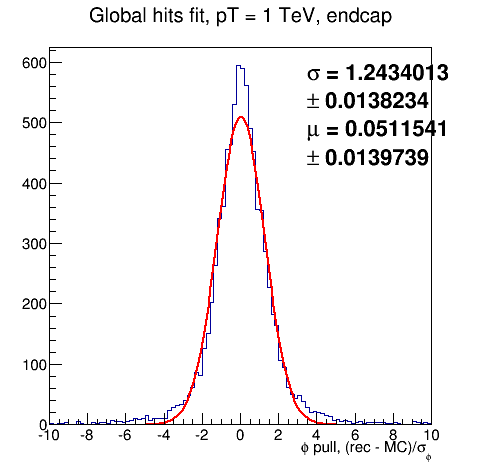 Global hits fit, pT = 1 TeV, endcap
σ = 1.2434013
± 0.0138234
μ = 0.0511541
± 0.0139739
600
500
400
300
200
100
0
-10 -8 -6 -4 -2 0 2 4 6 8 10
ϕ pull, (rec - MC)/σϕ